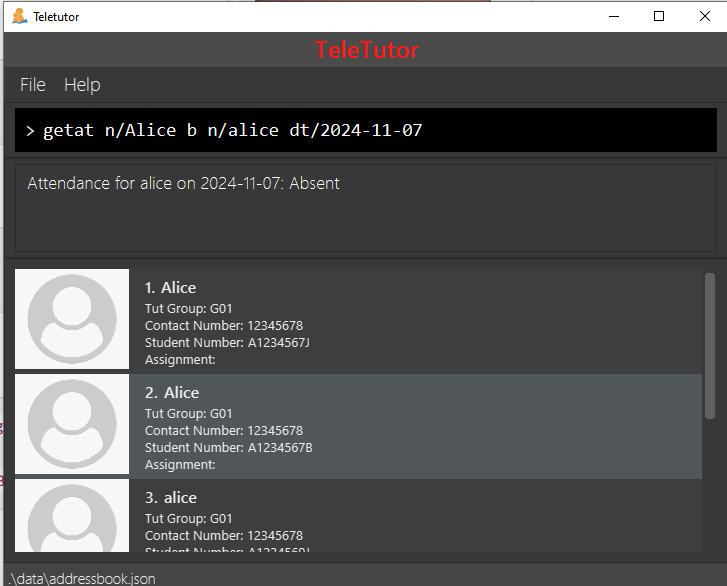 Teletutor
TeleTutor
File Help
> getat n/Alice b n/alice dt/2024-11-07
Attendance for alice on 2024-11-07: Absent
1. Alice
Tut Group: G01
Contact Number: 12345678
Student Number: A1234567J
Assignment:
2. Alice
Tut Group: G01
Contact Number: 12345678
Student Number: A1234567B
Assignment:
3. alice
Tut Group: G01
Contact Number: 12345678
Student Number: A1234569J
.\data\addressbook.json